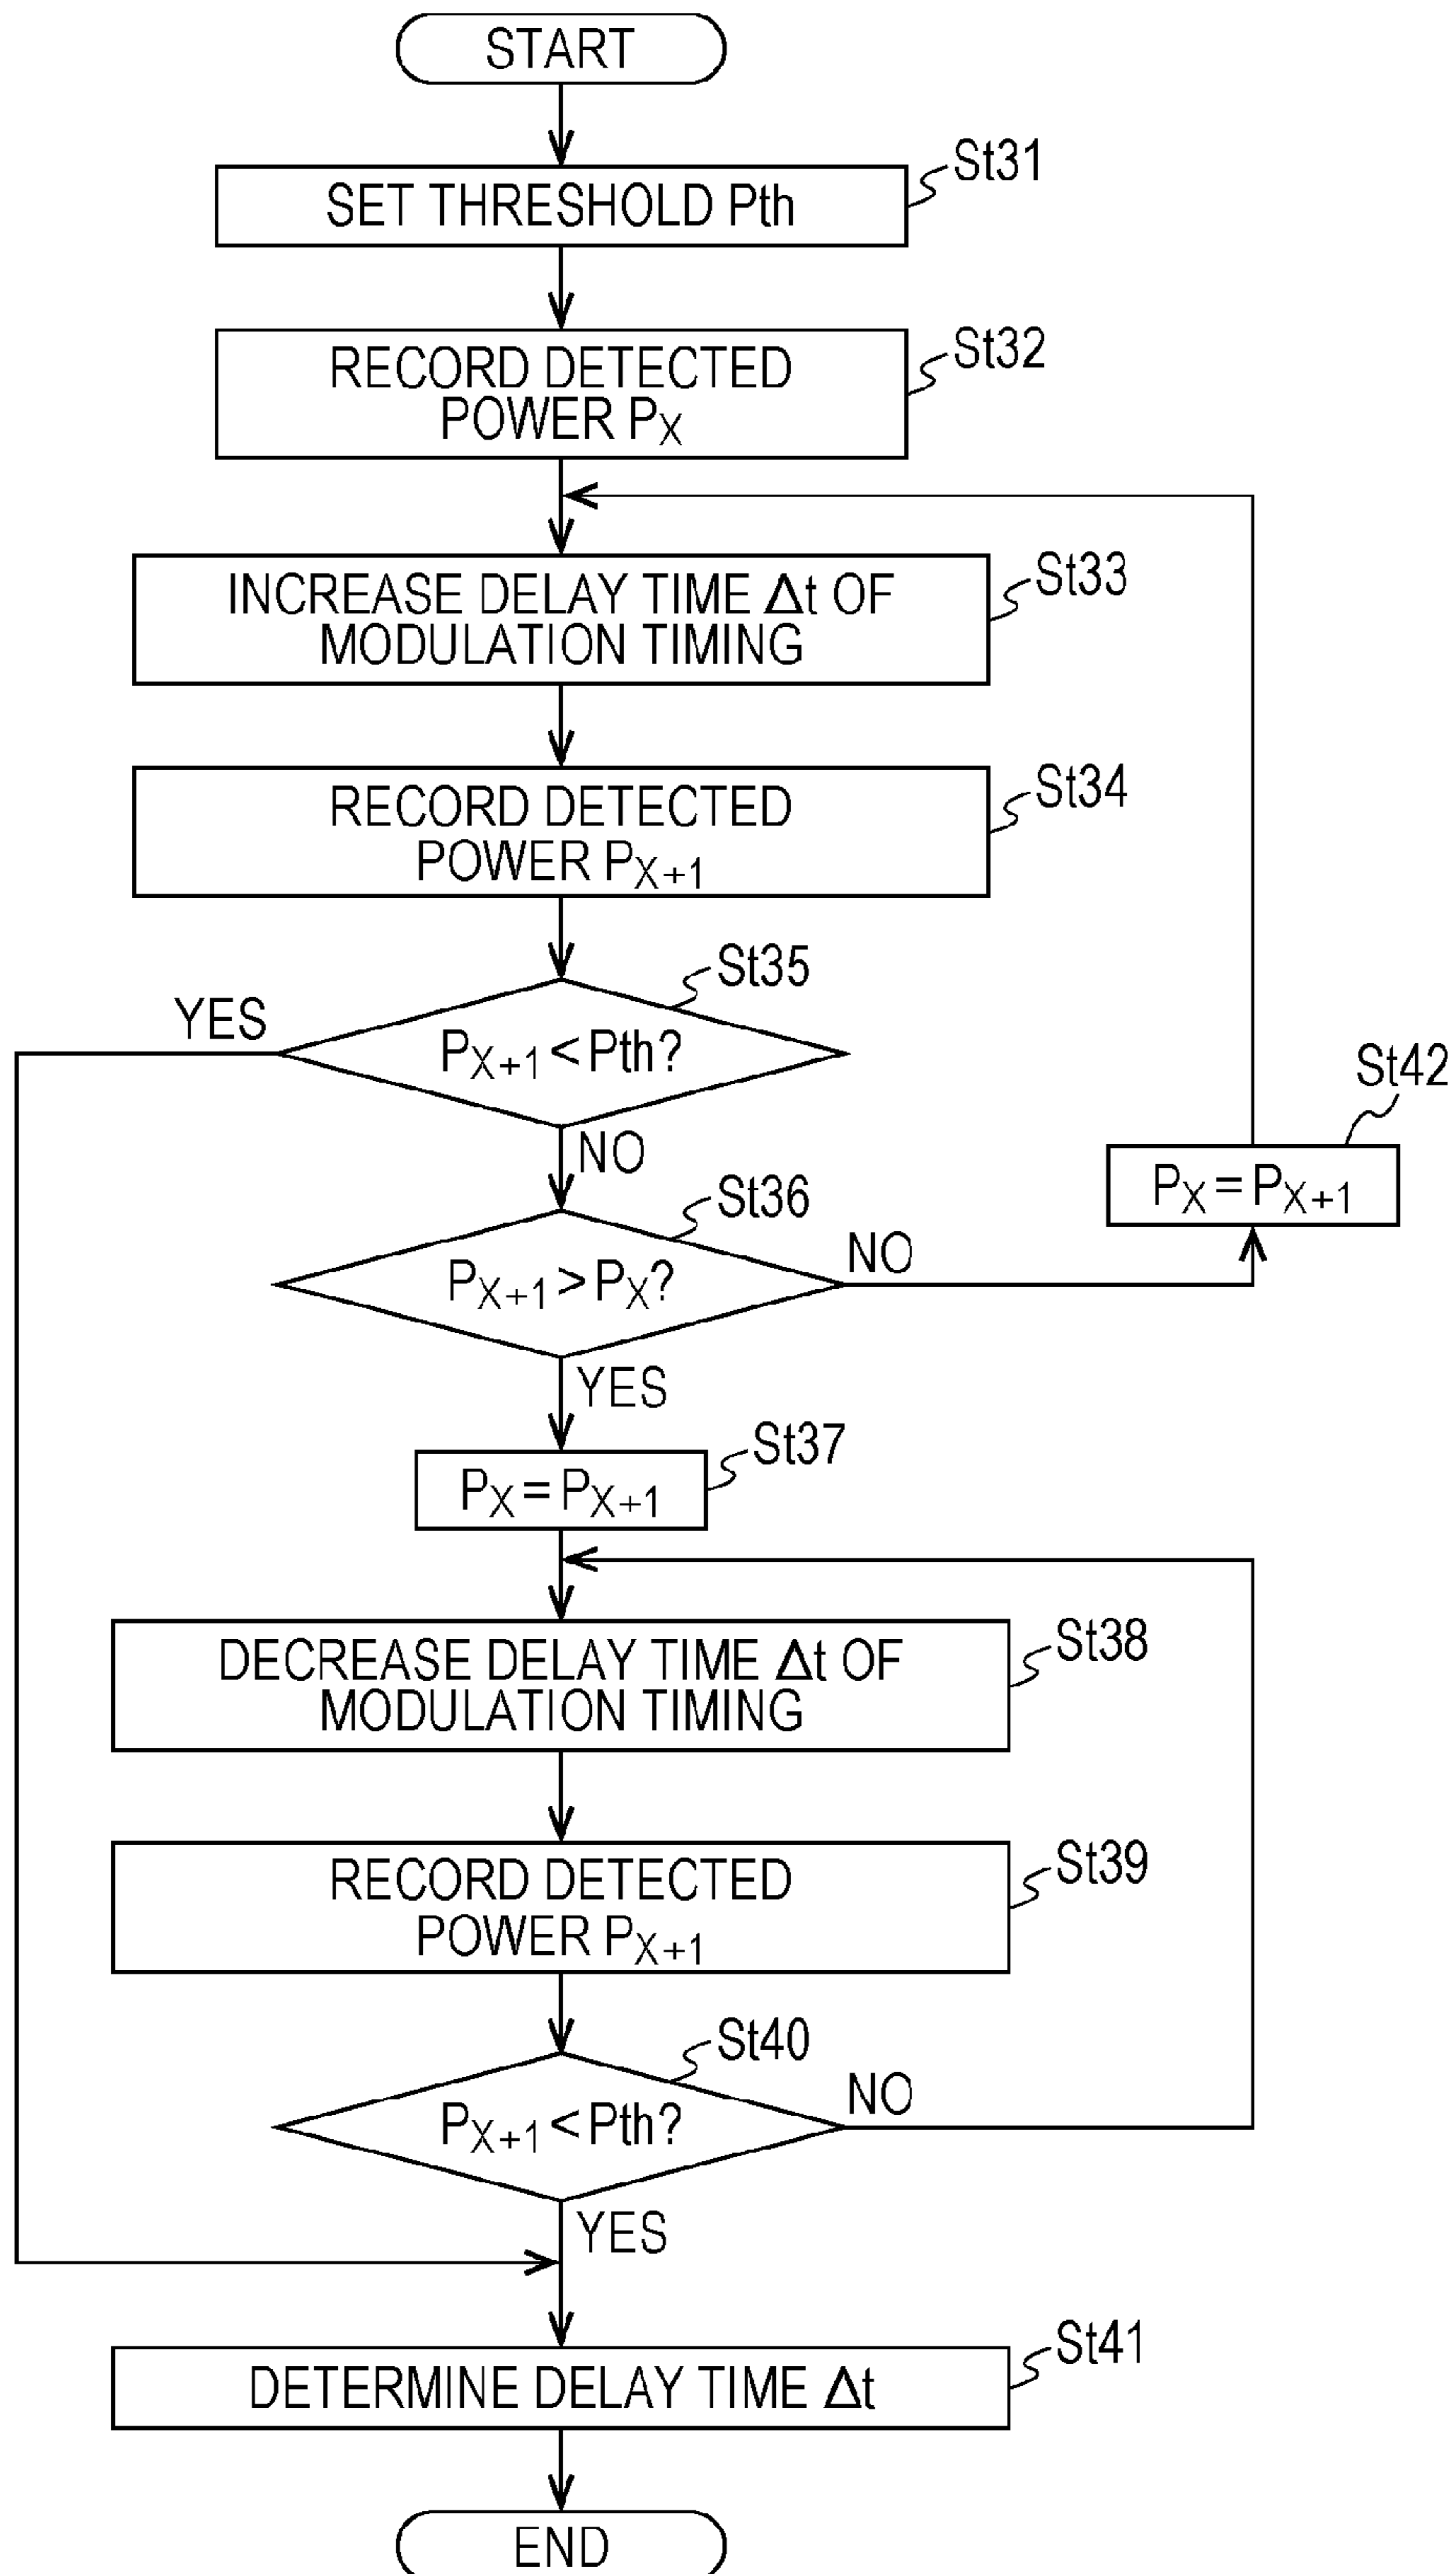 START
St31
SET THRESHOLD Pth
St32
RECORD DETECTED
POWER PX
St33
INCREASE DELAY TIME Δt OF
MODULATION TIMING
St34
RECORD DETECTED
POWER PX+1
St35
YES
PX+1 < Pth?
NO
St42
PX = PX+1
St36
PX+1 > PX?
NO
YES
St37
PX = PX+1
St38
DECREASE DELAY TIME Δt OF
MODULATION TIMING
St39
RECORD DETECTED
POWER PX+1
St40
PX+1 < Pth?
NO
YES
St41
DETERMINE DELAY TIME Δt
END